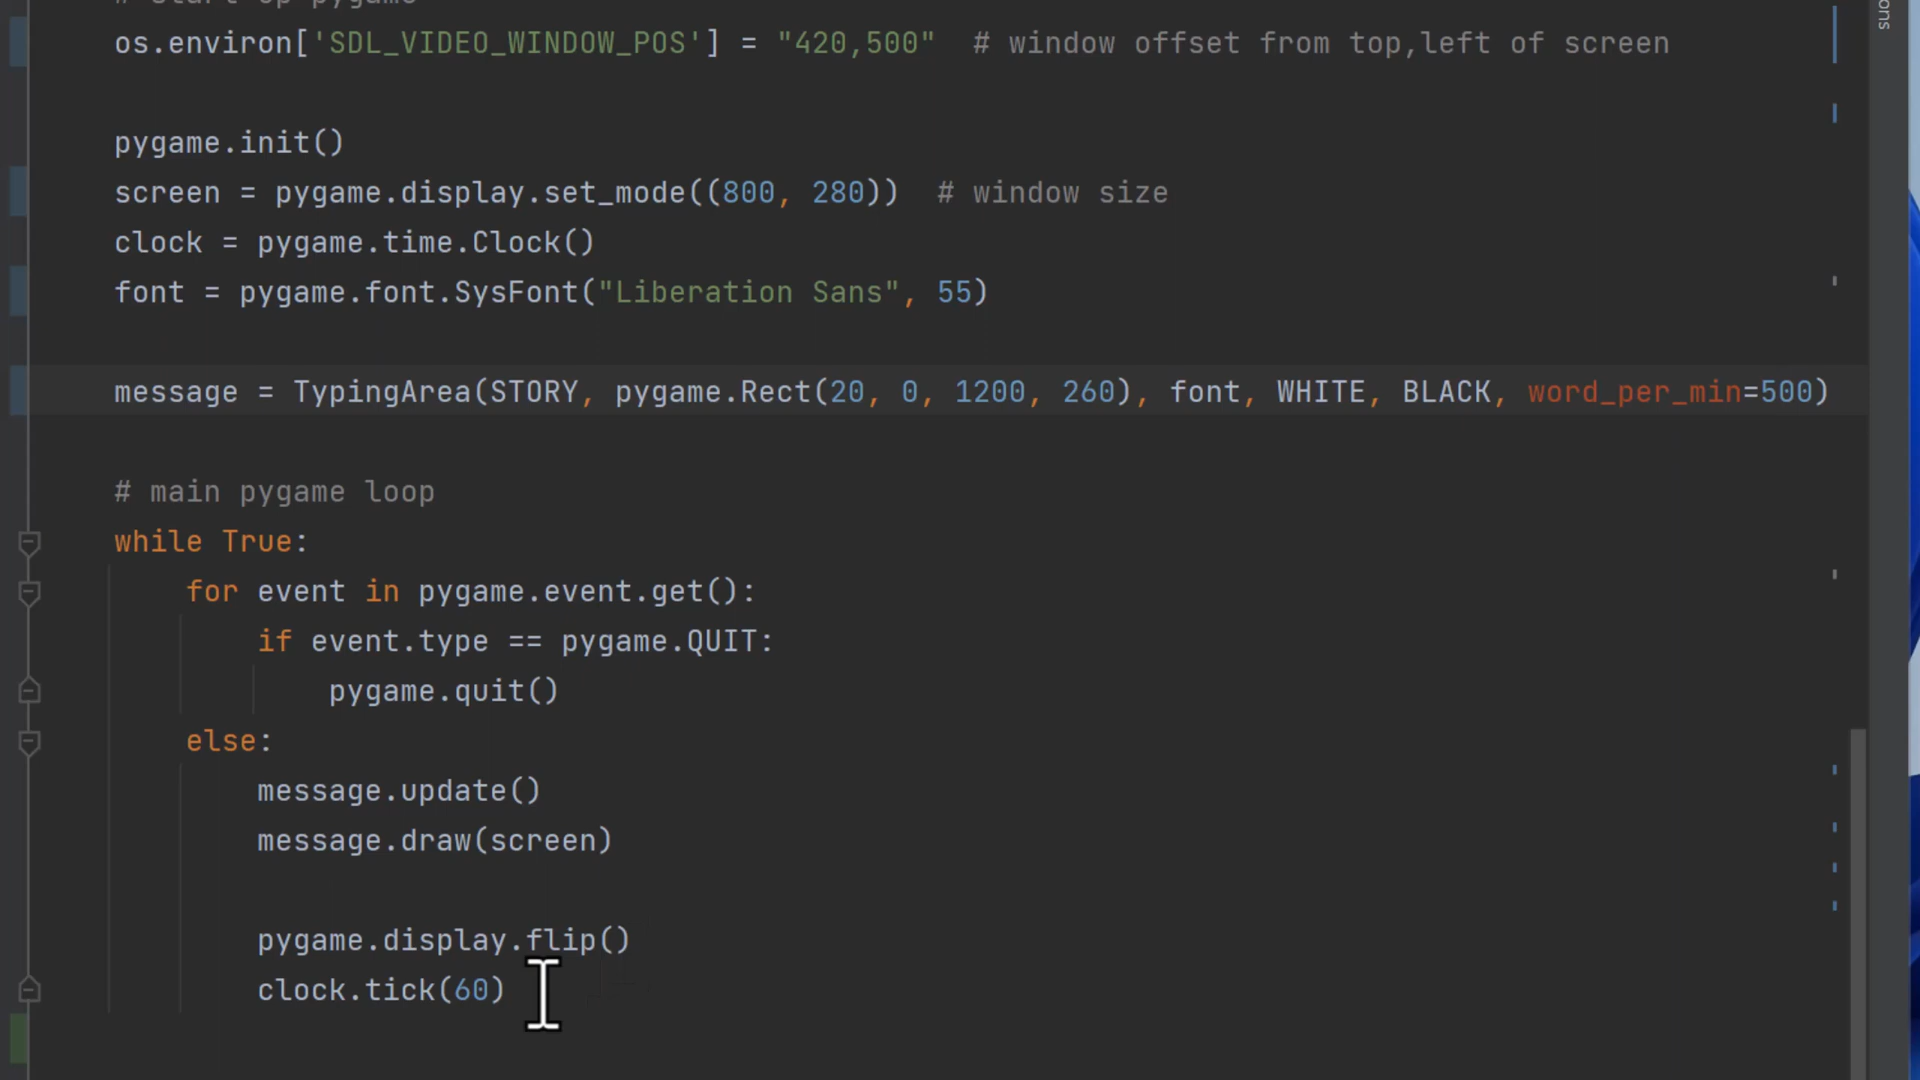 # Start up pygame
os.environ['SDL_VIDEO_WINDOW_POS'] = "420,500"  # window offset from top,left of screen
pygame.init()
screen = pygame.display.set_mode((800, 280))  # window size
clock = pygame.time.Clock()
font = pygame.font.SysFont("Liberation Sans", 55)
message = TypingArea(STORY, pygame.Rect(20, 0, 1200, 260), font, WHITE, BLACK, word_per_min=500)
# main pygame loop
while True:
for event in pygame.event.get():
if event.type == pygame.QUIT:
pygame.quit()
else:
message.update()
message.draw(screen)
pygame.display.flip()
clock.tick(60)
ons